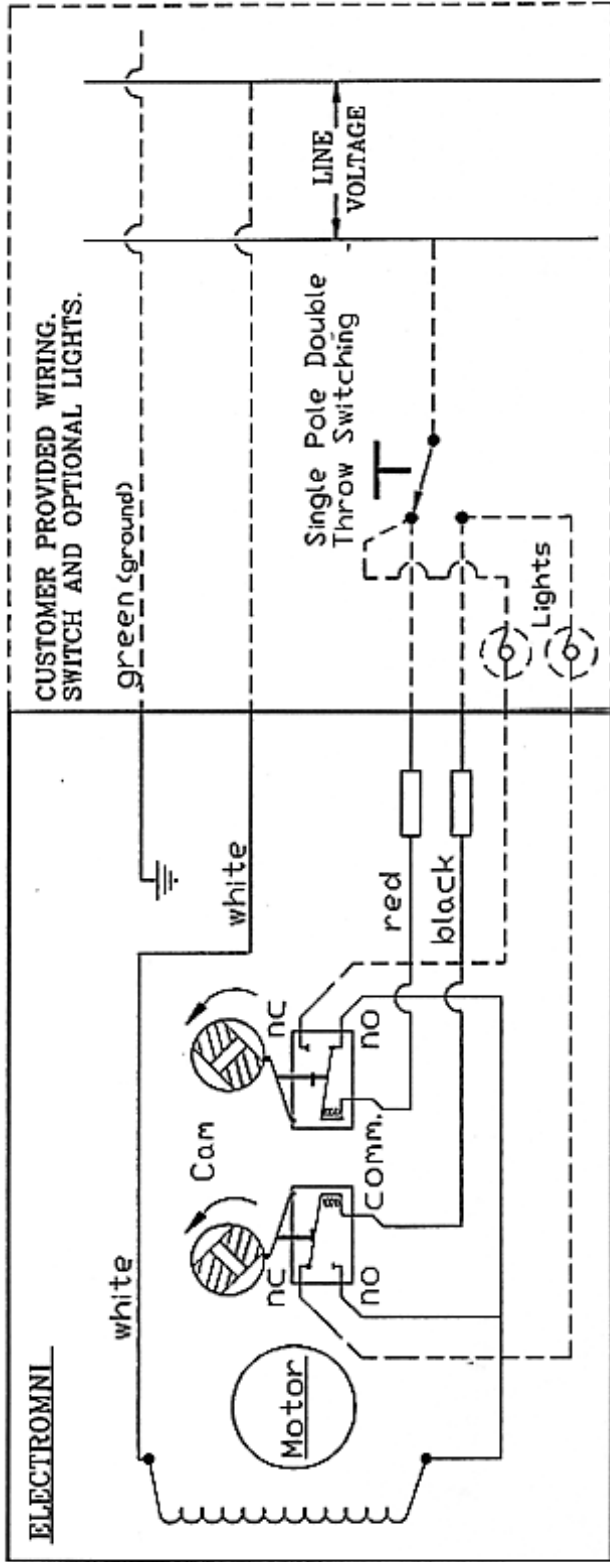 ELECTROMNI
CUSTOMER PROVIDED WIRING.
SWITCH AND OPTIONAL LIGHTS.
green (ground)
white
white
Cam
nc
nc
no
no
comm.
Motor
red
black
Single Pole Double
Throw Switching
Lights
LINE
VOLTAGE